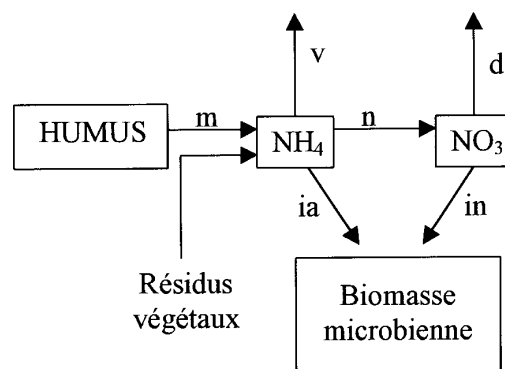 v
d
HUMUS
m
NH₄
n
NO₃
ia
in
Résidus
végétaux
Biomasse
microbienne